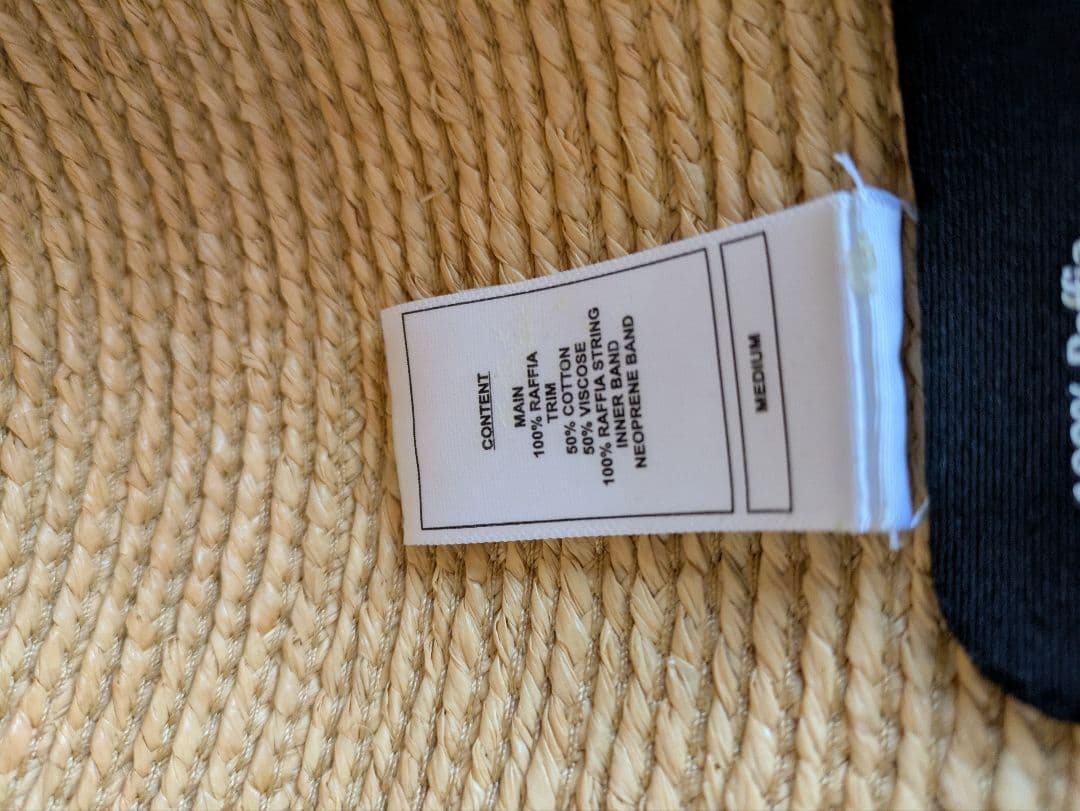 CONTENT
MAIN
100% RAFFIA
TRIM
50% COTTON
50% VISCOSE
100% RAFFIA STRING
INNER BAND
NEOPRENE BAND
MEDIUM